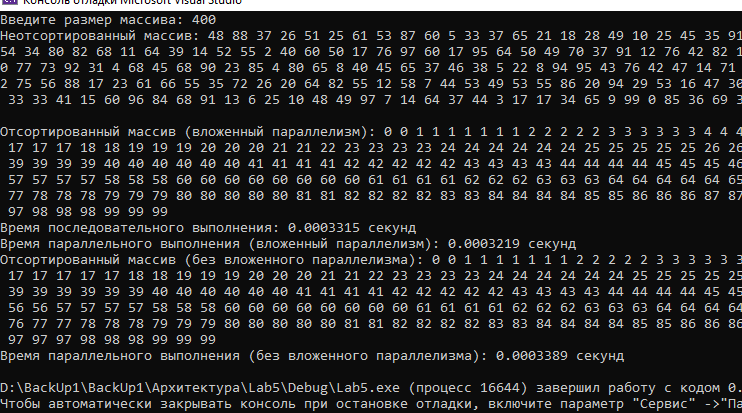 Консоль отладки Microsoft Visual Studio
Введите размер массива: 400
Неотсортированный массив: 48 88 37 26 51 25 61 53 87 60 5 33 37 65 21 18 28 49 10 25 45 35 91
54 34 80 82 68 11 64 39 14 52 55 2 40 60 50 17 76 97 60 17 95 64 50 49 70 37 91 12 76 42 82 1
0 77 73 92 31 4 68 45 68 90 23 85 4 80 65 8 40 45 65 37 46 38 5 22 8 94 95 43 76 42 47 14 71
2 75 56 88 17 23 61 66 55 35 72 26 20 64 82 55 12 58 7 44 53 49 53 55 86 20 94 29 53 16 47 30
33 33 41 15 60 96 84 68 91 13 6 25 10 48 49 97 7 14 64 37 44 3 17 17 34 65 9 99 0 85 36 69 3
Отсортированный массив (вложенный параллелизм): 0 0 1 1 1 1 1 1 1 2 2 2 2 2 3 3 3 3 3 3 4 4 4
17 17 17 18 18 19 19 19 20 20 20 21 21 22 23 23 23 23 24 24 24 24 24 24 24 25 25 25 25 25 26 26
39 39 39 39 40 40 40 40 40 40 41 41 41 41 42 42 42 42 42 43 43 43 43 43 44 44 44 44 45 45 45 46
57 57 57 57 58 58 58 60 60 60 60 60 60 60 60 60 61 61 61 61 62 62 62 63 63 63 64 64 64 64 64 65
77 78 78 78 79 79 79 80 80 80 80 80 81 81 82 82 82 82 82 83 83 84 84 84 84 85 85 86 86 86 87 87
97 98 98 98 99 99 99
Время последовательного выполнения: 0.0003315 секунд
Время параллельного выполнения (вложенный параллелизм): 0.0003219 секунд
Отсортированный массив (без вложенного параллелизма): 0 0 1 1 1 1 1 1 1 2 2 2 2 2 3 3 3 3 3 3
17 17 17 17 17 18 18 19 19 19 20 20 20 21 21 22 23 23 23 23 24 24 24 24 24 24 24 25 25 25 25 25
39 39 39 39 39 39 40 40 40 40 40 40 41 41 41 41 42 42 42 42 42 43 43 43 43 44 44 44 44 45 45
56 56 57 57 57 57 58 58 58 60 60 60 60 60 60 60 60 60 61 61 61 61 62 62 62 63 63 63 64 64 64
76 77 77 78 78 78 79 79 79 80 80 80 80 80 81 81 82 82 82 82 82 83 83 84 84 84 84 85 85 86 86 86
97 97 97 98 98 98 99 99 99
Время параллельного выполнения (без вложенного параллелизма): 0.0003389 секунд
D:\BackUp1\BackUp1\Архитектура\Lab5\Debug\Lab5.exe (процесс 16644) завершил работу с кодом 0.
Чтобы автоматически закрывать консоль при остановке отладки, включите параметр "Сервис" ->"Па